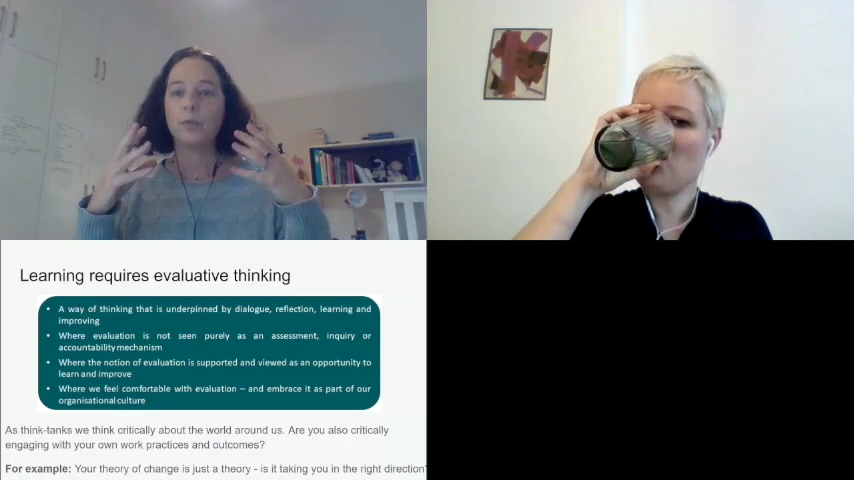 Learning requires evaluative thinking
• A way of thinking that is underpinned by dialogue, reflection, learning and
improving
• Where evaluation is not seen purely as an assessment, inquiry or
accountability mechanism
• Where the notion of evaluation is supported and viewed as an opportunity to
learn and improve
• Where we feel comfortable with evaluation – and embrace it as part of our
organisational culture
As think-tanks we think critically about the world around us. Are you also critically
engaging with your own work practices and outcomes?
For example: Your theory of change is just a theory - is it taking you in the right direction?